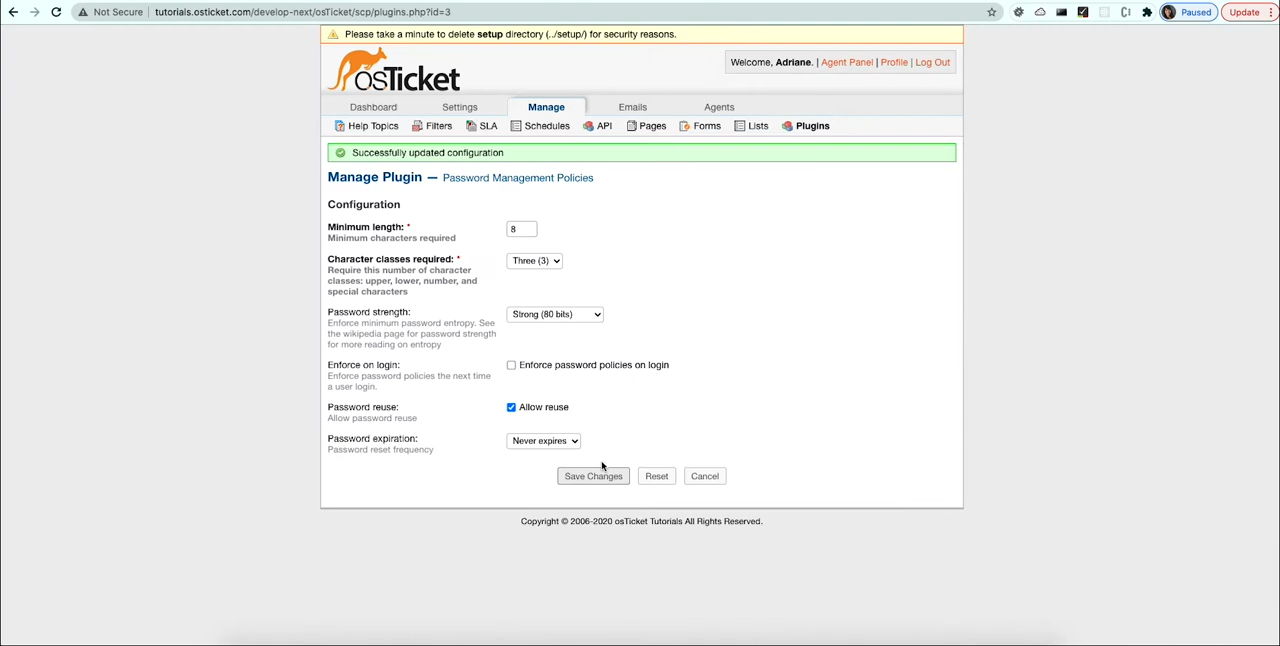 Not Secure tutorials.osticket.com/develop-next/osTicket/scp/plugins.php?id=3 Paused Update
Please take a minute to delete setup directory (../setup/) for security reasons.
osTicket
Welcome, Adriane. | Agent Panel | Profile | Log Out
Dashboard Settings Manage Emails Agents
Help Topics Filters SLA Schedules API Pages Forms Lists Plugins
Successfully updated configuration
Manage Plugin — Password Management Policies
Configuration
Minimum length: * 8
Minimum characters required
Character classes required: * Three (3)
Require this number of character
classes: upper, lower, number, and
special characters
Password strength: Strong (80 bits)
Enforce minimum password entropy. See
the wikipedia page for password strength
for more reading on entropy
Enforce on login: Enforce password policies on login
Enforce password policies the next time
a user login.
Password reuse: Allow reuse
Allow password reuse
Password expiration: Never expires
Password reset frequency
Save Changes Reset Cancel
Copyright © 2006-2020 osTicket Tutorials All Rights Reserved.